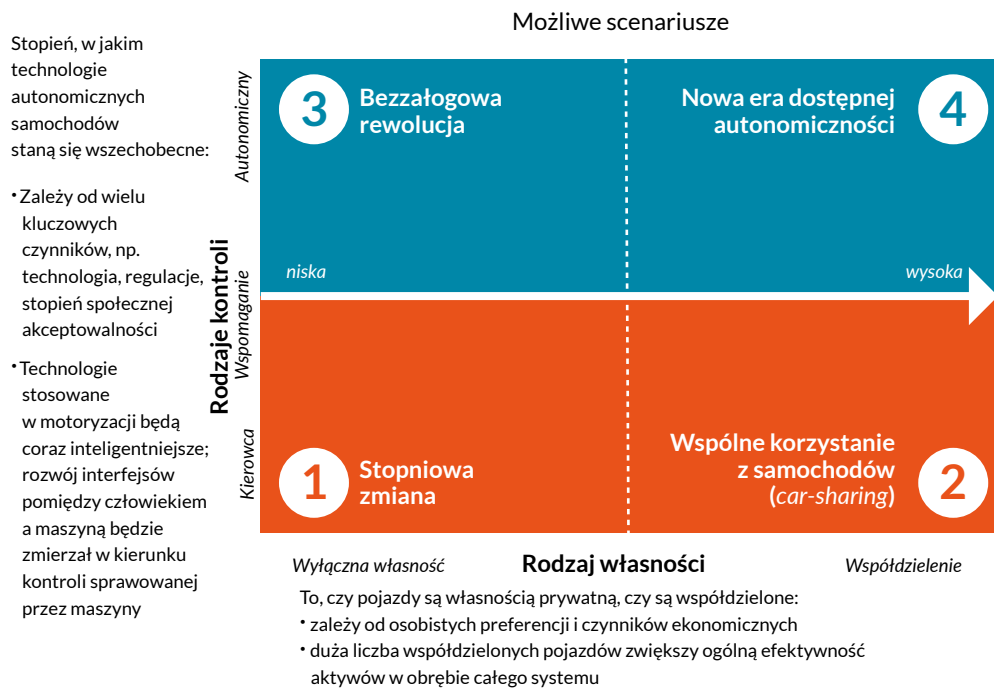 Możliwe scenariusze
Stopień, w jakim
technologie
autonomicznych
samochodów
staną się wszechobecne:
• Zależy od wielu
kluczowych
czynników, np.
technologia, regulacje,
stopień społecznej
akceptowalności
• Technologie
stosowane
w motoryzacji będą
coraz inteligentniejsze;
rozwój interfejsów
pomiędzy człowiekiem
a maszyną będzie
zmierzał w kierunku
kontroli sprawowanej
przez maszyny
Rodzaje kontroli
Autonomiczny
Wspomaganie
Kierowca
3
Bezzałogowa
rewolucja
Nowa era dostępnej
autonomiczności
4
niska
wysoka
1
Stopniowa
zmiana
Wspólne korzystanie
z samochodów
(car-sharing)
2
Wyłączna własność
Rodzaj własności
Współdzielenie
To, czy pojazdy są własnością prywatną, czy są współdzielone:
• zależy od osobistych preferencji i czynników ekonomicznych
• duża liczba współdzielonych pojazdów zwiększy ogólną efektywność
aktywów w obrębie całego systemu